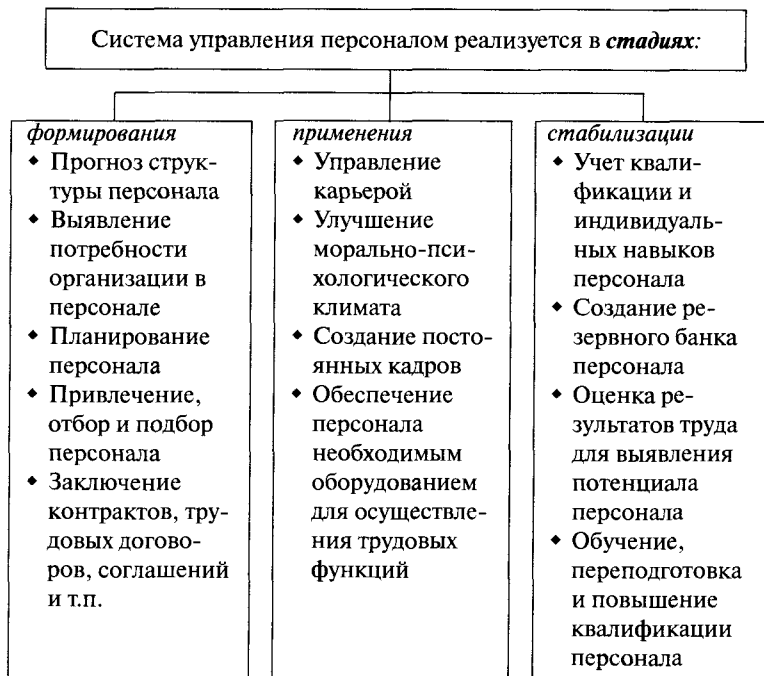 Система управления персоналом реализуется в стадиях:
формирования
◆ Прогноз струк-
туры персонала
◆ Выявление
потребности
организации в
персонале
◆ Планирование
персонала
◆ Привлечение,
отбор и подбор
персонала
◆ Заключение
контрактов, тру-
довых догово-
ров, соглашений
и т.п.
применения
◆ Управление
карьерой
◆ Улучшение
морально-пси-
хологического
климата
◆ Создание посто-
янных кадров
◆ Обеспечение
персонала
необходимым
оборудованием
для осуществле-
ния трудовых
функций
стабилизации
◆ Учет квали-
фикации и
индивидуаль-
ных навыков
персонала
◆ Создание ре-
зервного банка
персонала
◆ Оценка ре-
зультатов труда
для выявления
потенциала
персонала
◆ Обучение,
переподготовка
и повышение
квалификации
персонала